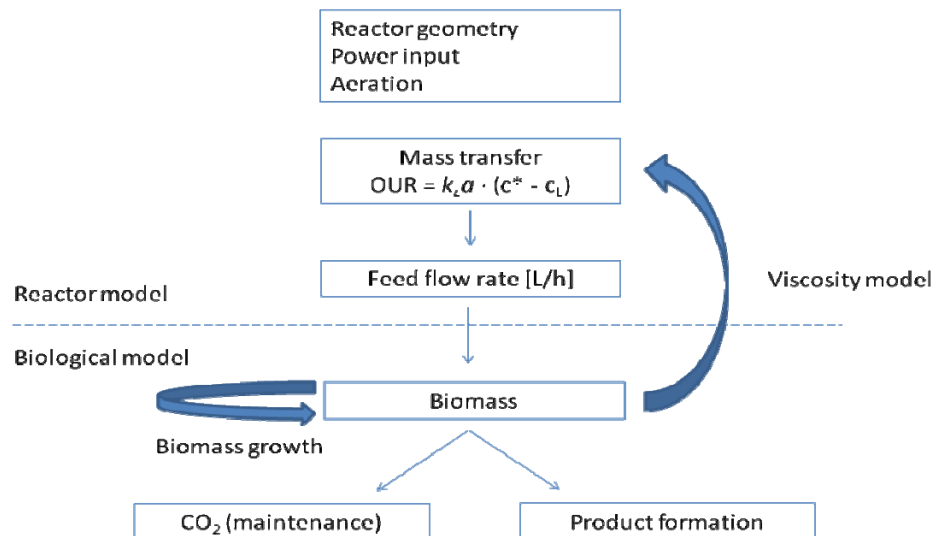 Reactor geometry
Power input
Aeration
Mass transfer
OUR = kLa · (c* - cL)
Feed flow rate [L/h]
Reactor model
Viscosity model
Biological model
Biomass
Biomass growth
CO₂ (maintenance)
Product formation